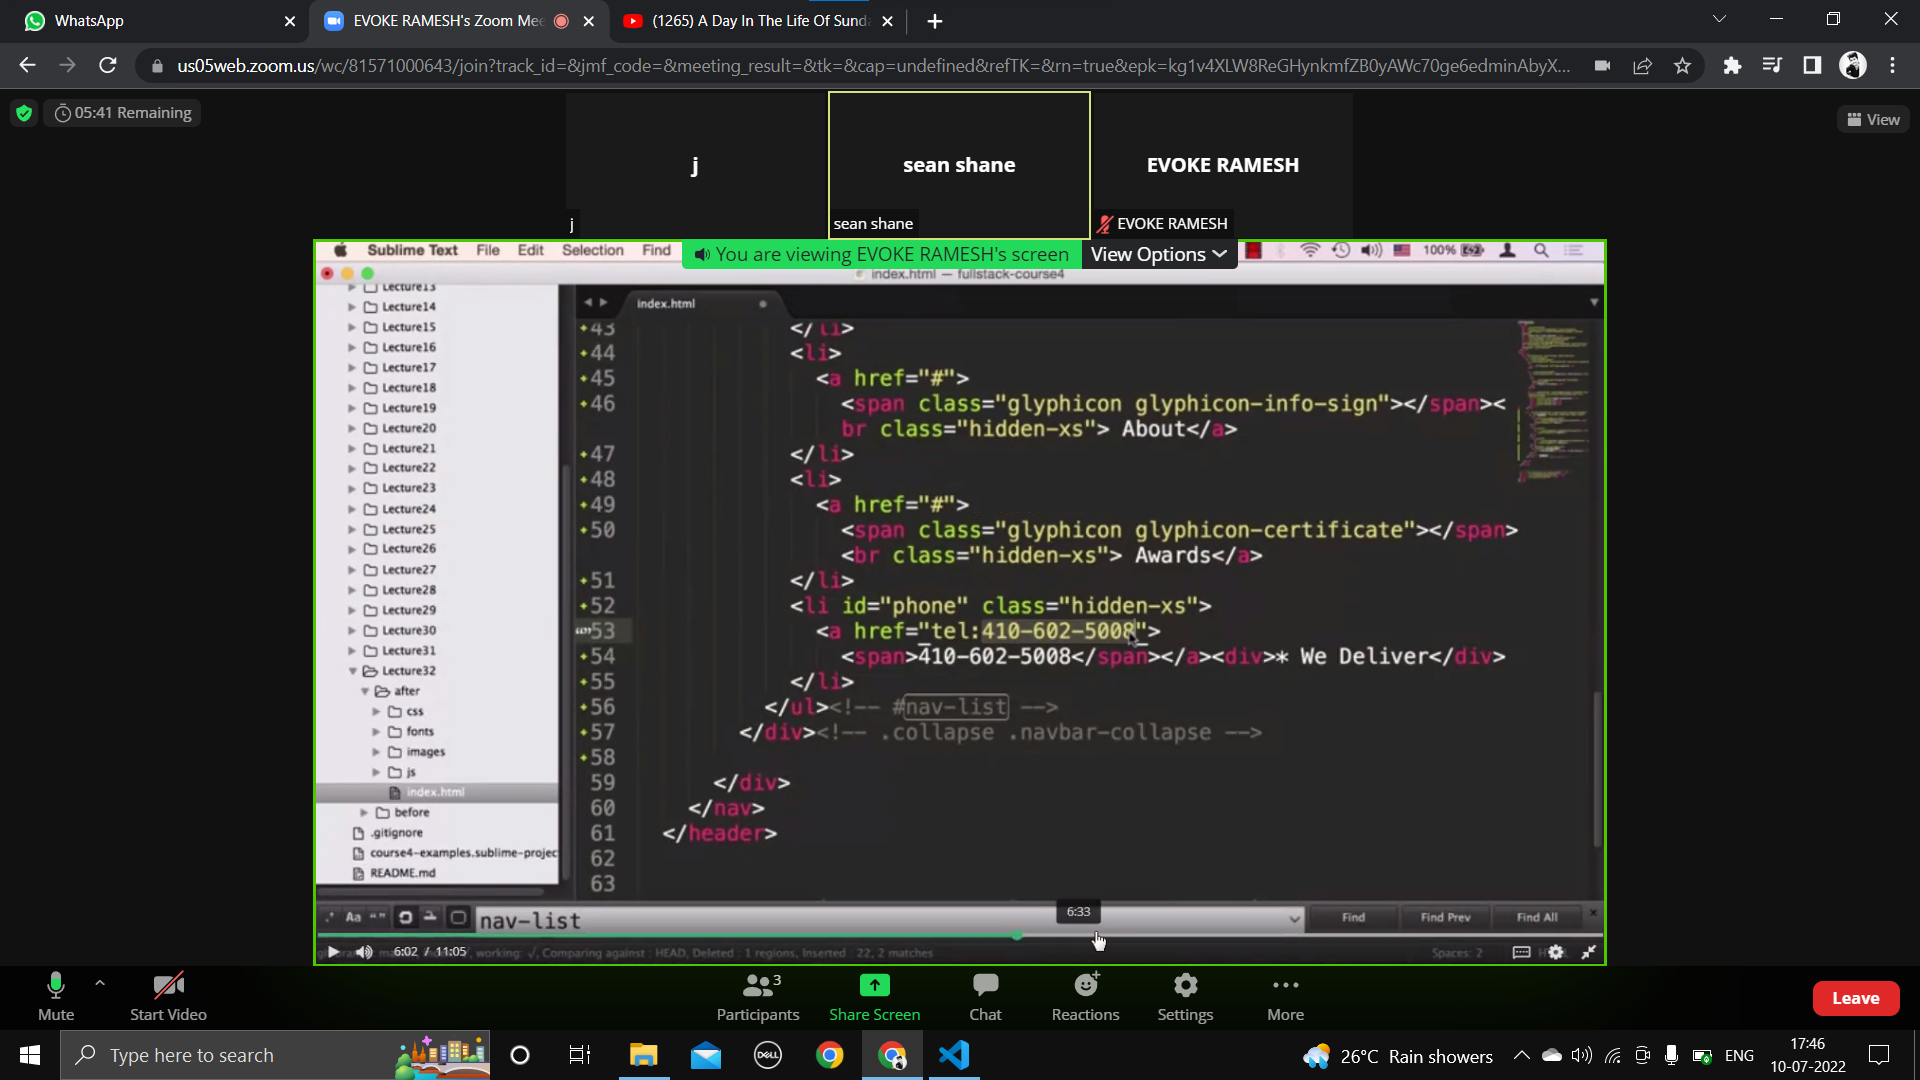 WhatsApp
EVOKE RAMESH's Zoom Mee
(1265) A Day In The Life Of Sunda
us05web.zoom.us/wc/81571000643/join?track_id=&jmf_code=&meeting_result=&tk=&cap=undefined&refTK=&rn=true&epk=kg1v4XLW8ReGHynkmfZB0yAWc70ge6edminAbyX...
05:41 Remaining
View
j
sean shane
EVOKE RAMESH
j
sean shane
EVOKE RAMESH
Sublime Text File Edit Selection Find
You are viewing EVOKE RAMESH's screen
View Options
100%
index.html — fullstack-course4
Lecture13
Lecture14
Lecture15
Lecture16
Lecture17
Lecture18
Lecture19
Lecture20
Lecture21
Lecture22
Lecture23
Lecture24
Lecture25
Lecture26
Lecture27
Lecture28
Lecture29
Lecture30
Lecture31
Lecture32
after
css
fonts
images
js
index.html
before
.gitignore
course4-examples.sublime-projec
README.md
index.html
43 </li>
44 <li>
45 <a href="#">
46 <span class="glyphicon glyphicon-info-sign"></span><
br class="hidden-xs"> About</a>
47 </li>
48 <li>
49 <a href="#">
50 <span class="glyphicon glyphicon-certificate"></span>
<br class="hidden-xs"> Awards</a>
51 </li>
52 <li id="phone" class="hidden-xs">
53 <a href="tel:410-602-5008">
54 <span>410-602-5008</span></a><div>* We Deliver</div>
55 </li>
56 </ul><!-- #nav-list -->
57 </div><!-- .collapse .navbar-collapse -->
58
59 </div>
60 </nav>
61 </header>
62
63
Aa
nav-list
6:33
Find
Find Prev
Find All
6:02 / 11:05
working: √, Comparing against : HEAD, Deleted : 1 regions, Inserted : 22, 2 matches
Spaces: 2
Mute
Start Video
3
Participants
Share Screen
Chat
Reactions
Settings
More
Leave
Type here to search
DELL
26°C Rain showers
ENG
17:46
10-07-2022